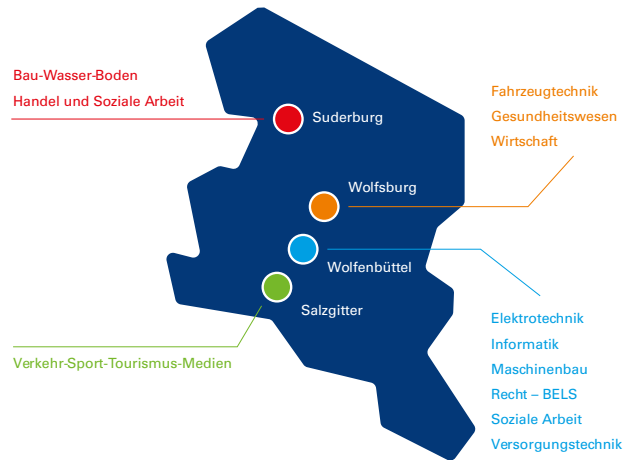 Bau-Wasser-Boden
Handel und Soziale Arbeit
Suderburg
Fahrzeugtechnik
Gesundheitswesen
Wirtschaft
Wolfsburg
Wolfenbüttel
Salzgitter
Verkehr-Sport-Tourismus-Medien
Elektrotechnik
Informatik
Maschinenbau
Recht – BELS
Soziale Arbeit
Versorgungstechnik